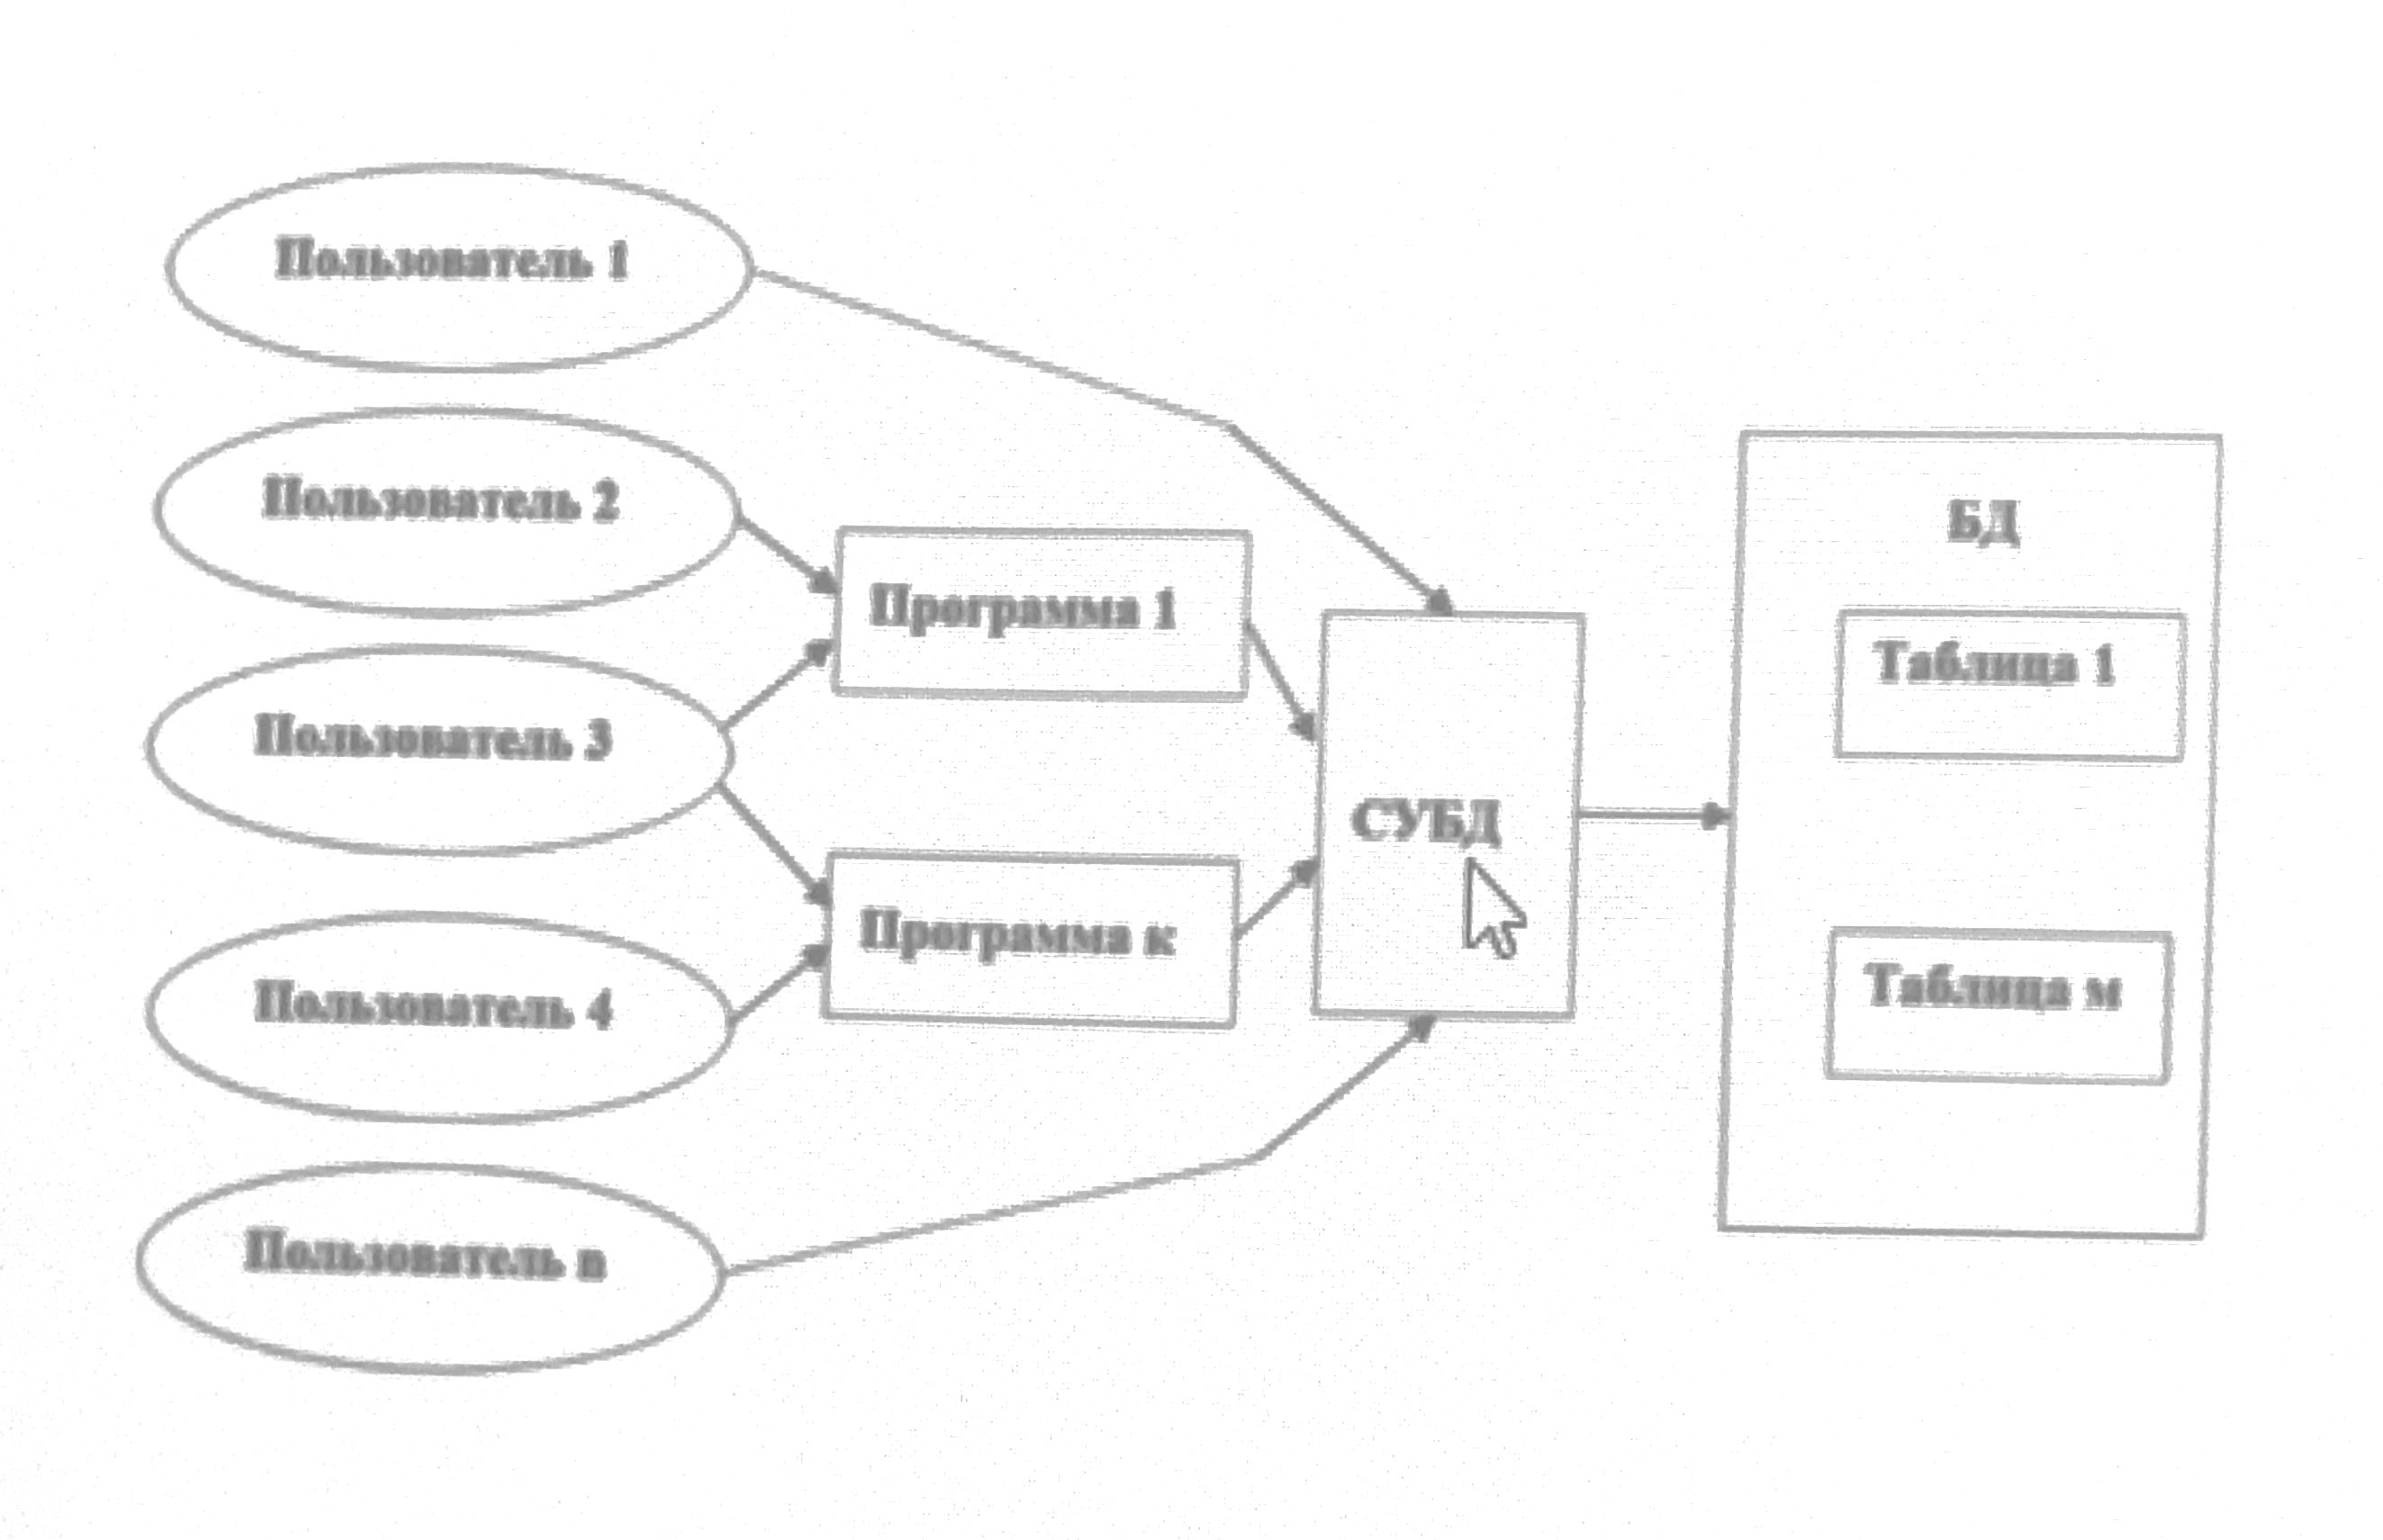 Пользователь 1
Пользователь 2
Пользователь 3
Пользователь 4
Пользователь n
Программа 1
Программа к
СУБД
БД
Таблица 1
Таблица м